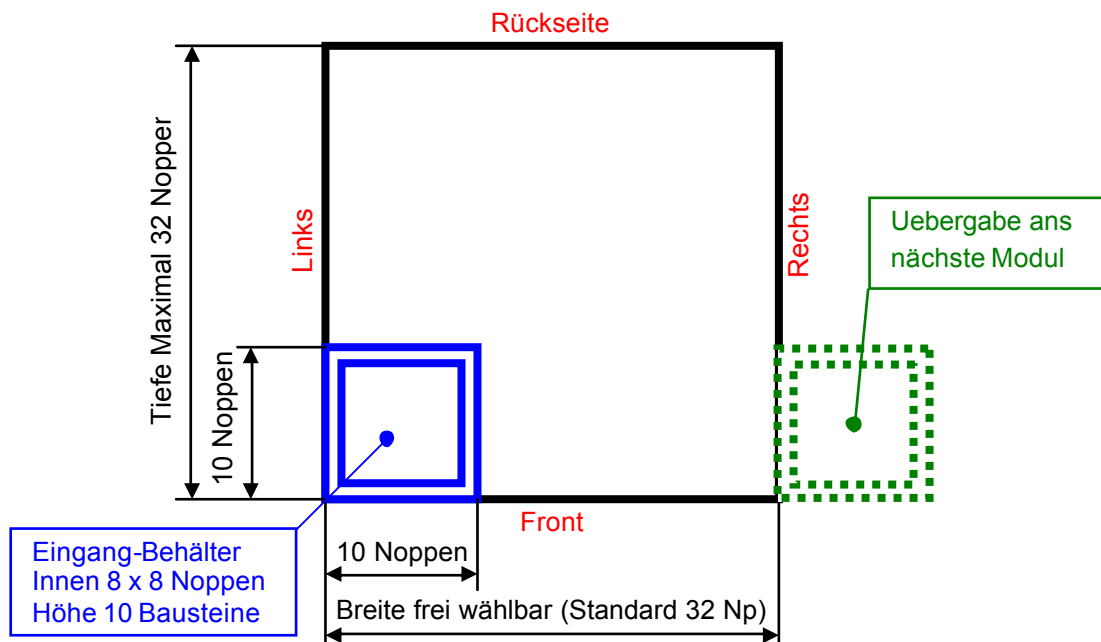 Rückseite
Tiefe Maximal 32 Nopper
Links
Rechts
Uebergabe ans
nächste Modul
10 Noppen
Front
Eingang-Behälter
Innen 8 x 8 Noppen
Höhe 10 Bausteine
10 Noppen
Breite frei wählbar (Standard 32 Np)